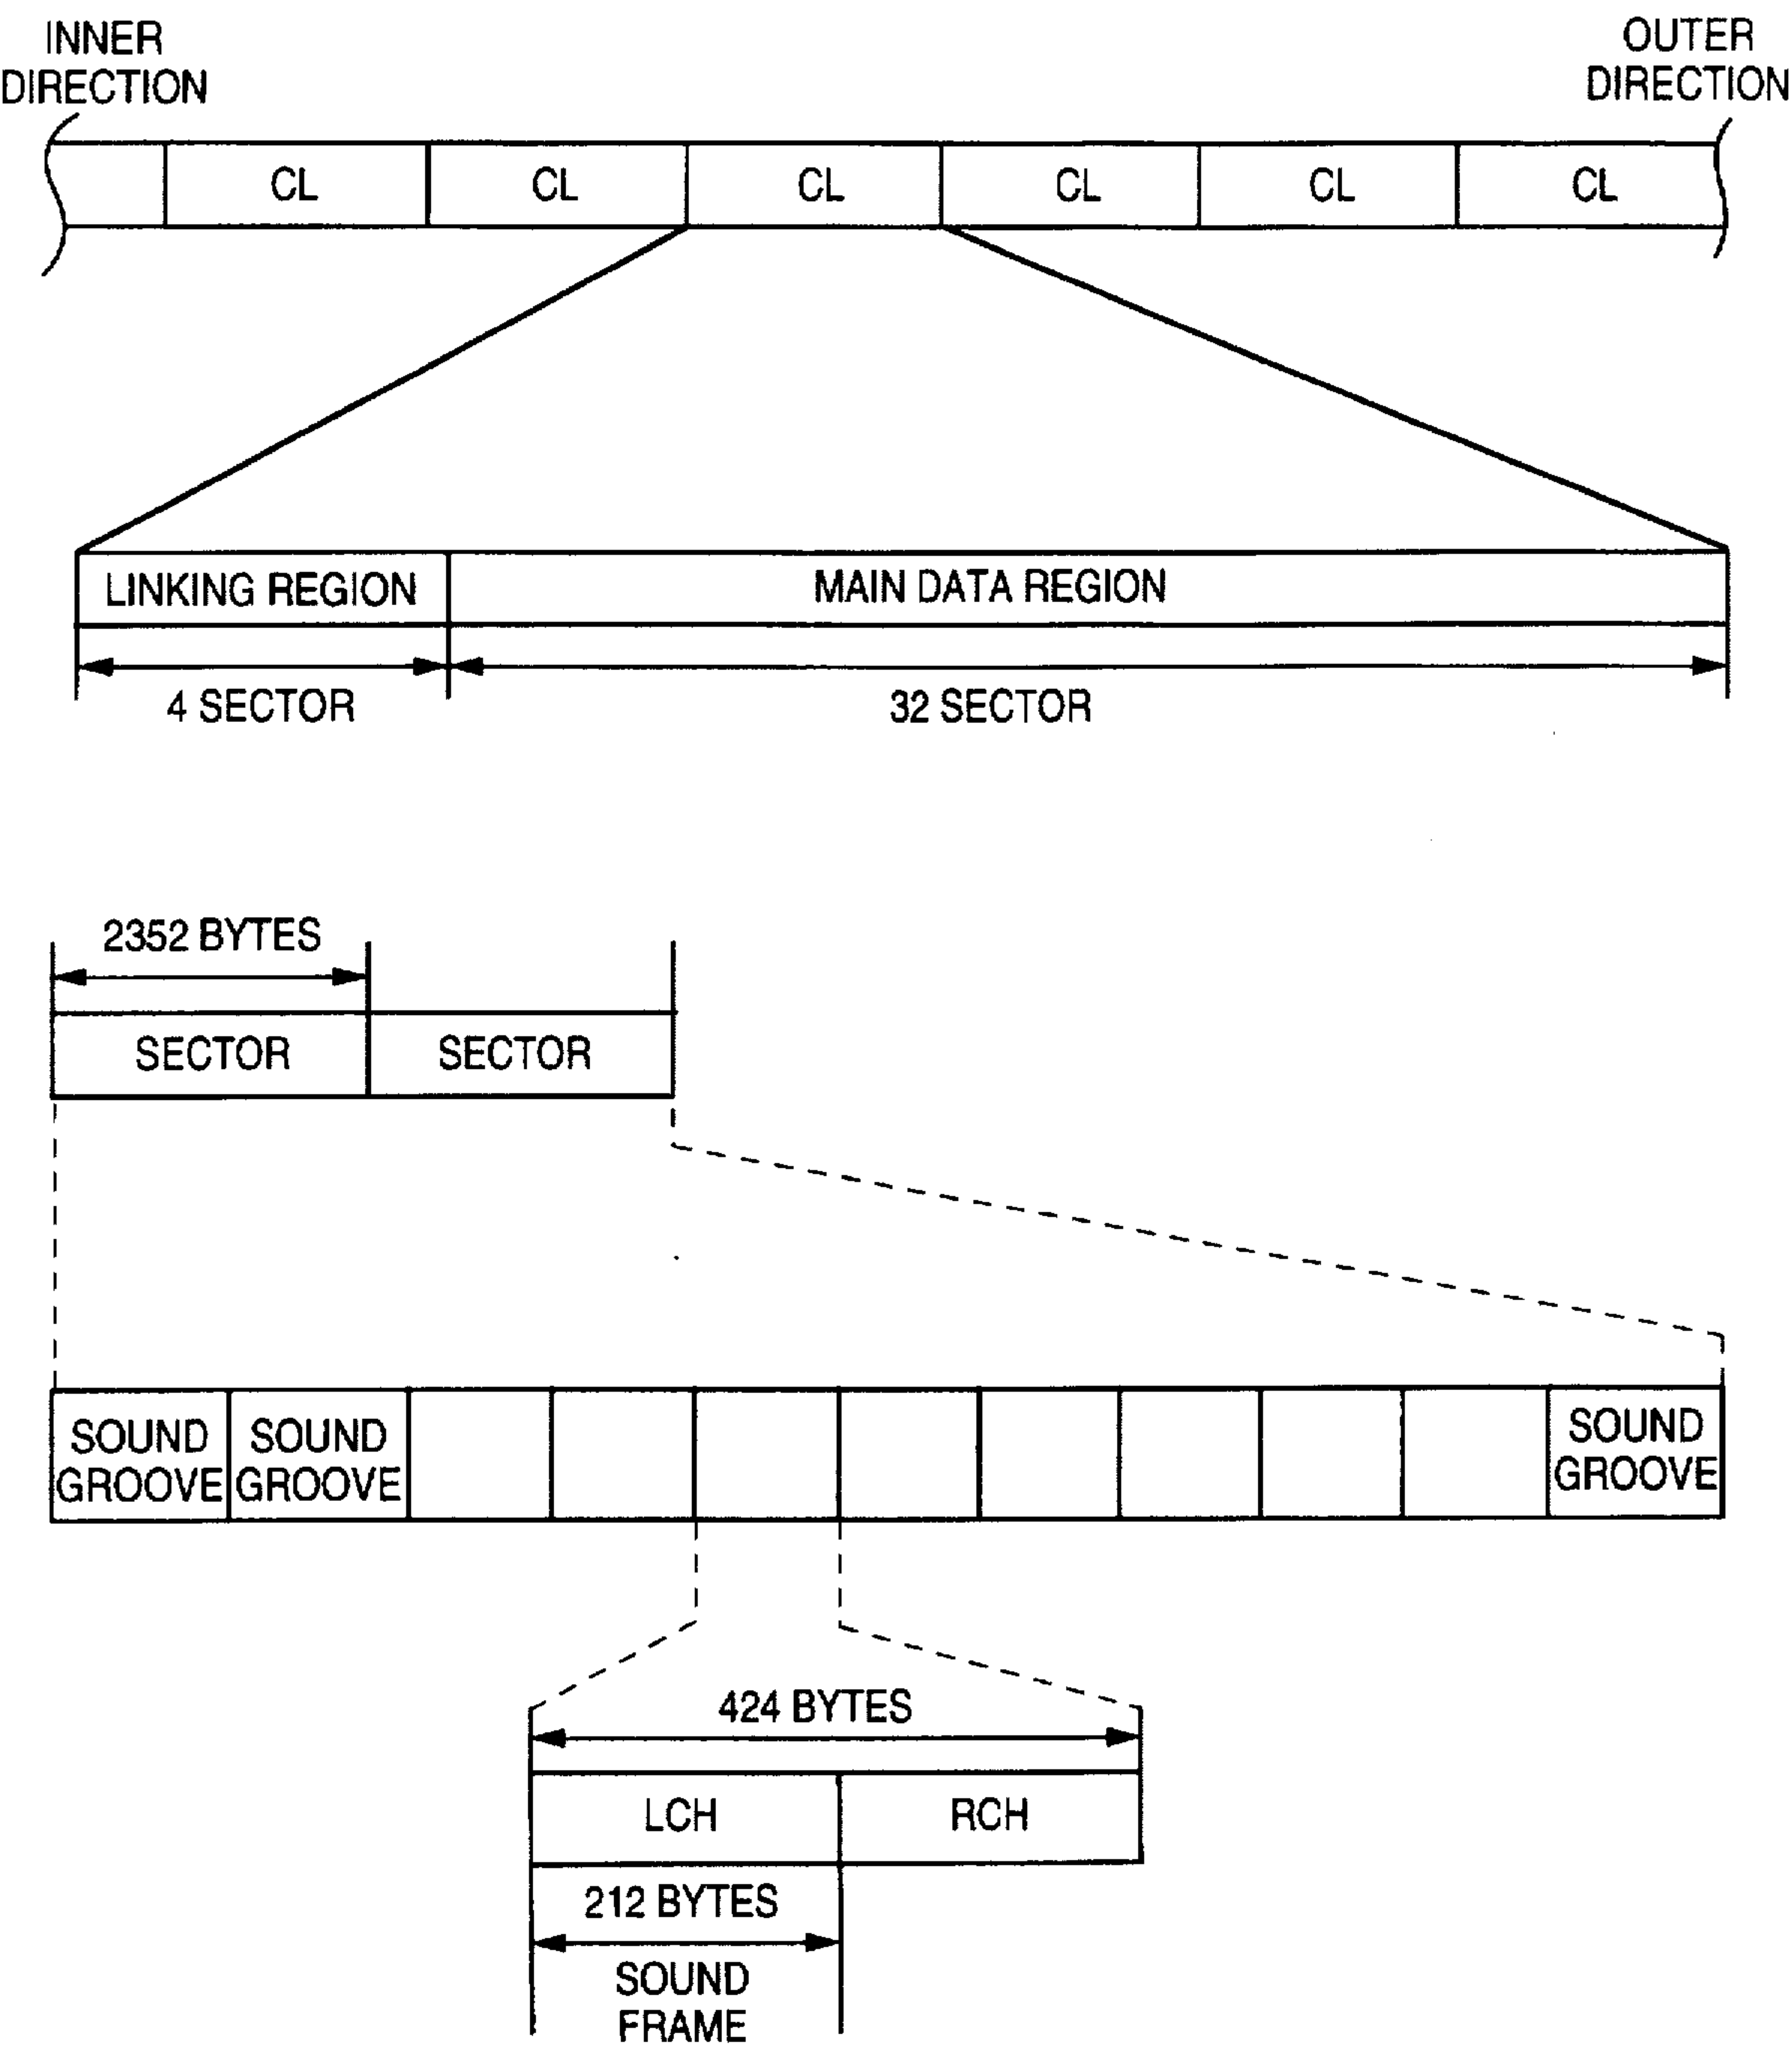 INNER
DIRECTION
OUTER
DIRECTION
CL CL CL CL CL CL
LINKING REGION MAIN DATA REGION
4 SECTOR 32 SECTOR
2352 BYTES
SECTOR SECTOR
SOUND
GROOVE
SOUND
GROOVE
SOUND
GROOVE
424 BYTES
LCH RCH
212 BYTES
SOUND
FRAME